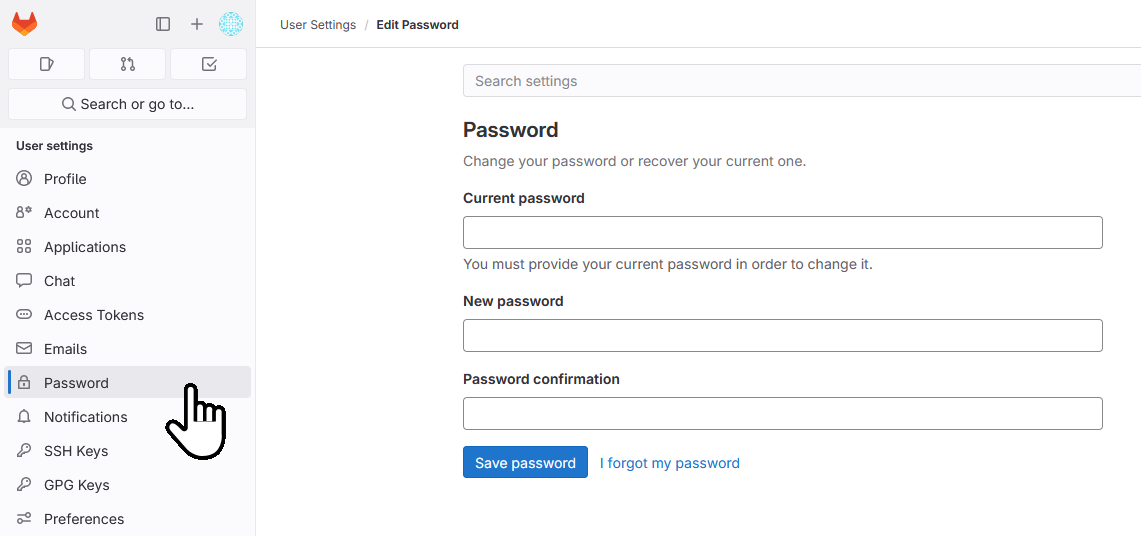 User Settings / Edit Password
Search or go to...
User settings
Profile
Account
Applications
Chat
Access Tokens
Emails
Password
Notifications
SSH Keys
GPG Keys
Preferences
Search settings
Password
Change your password or recover your current one.
Current password
You must provide your current password in order to change it.
New password
Password confirmation
Save password I forgot my password